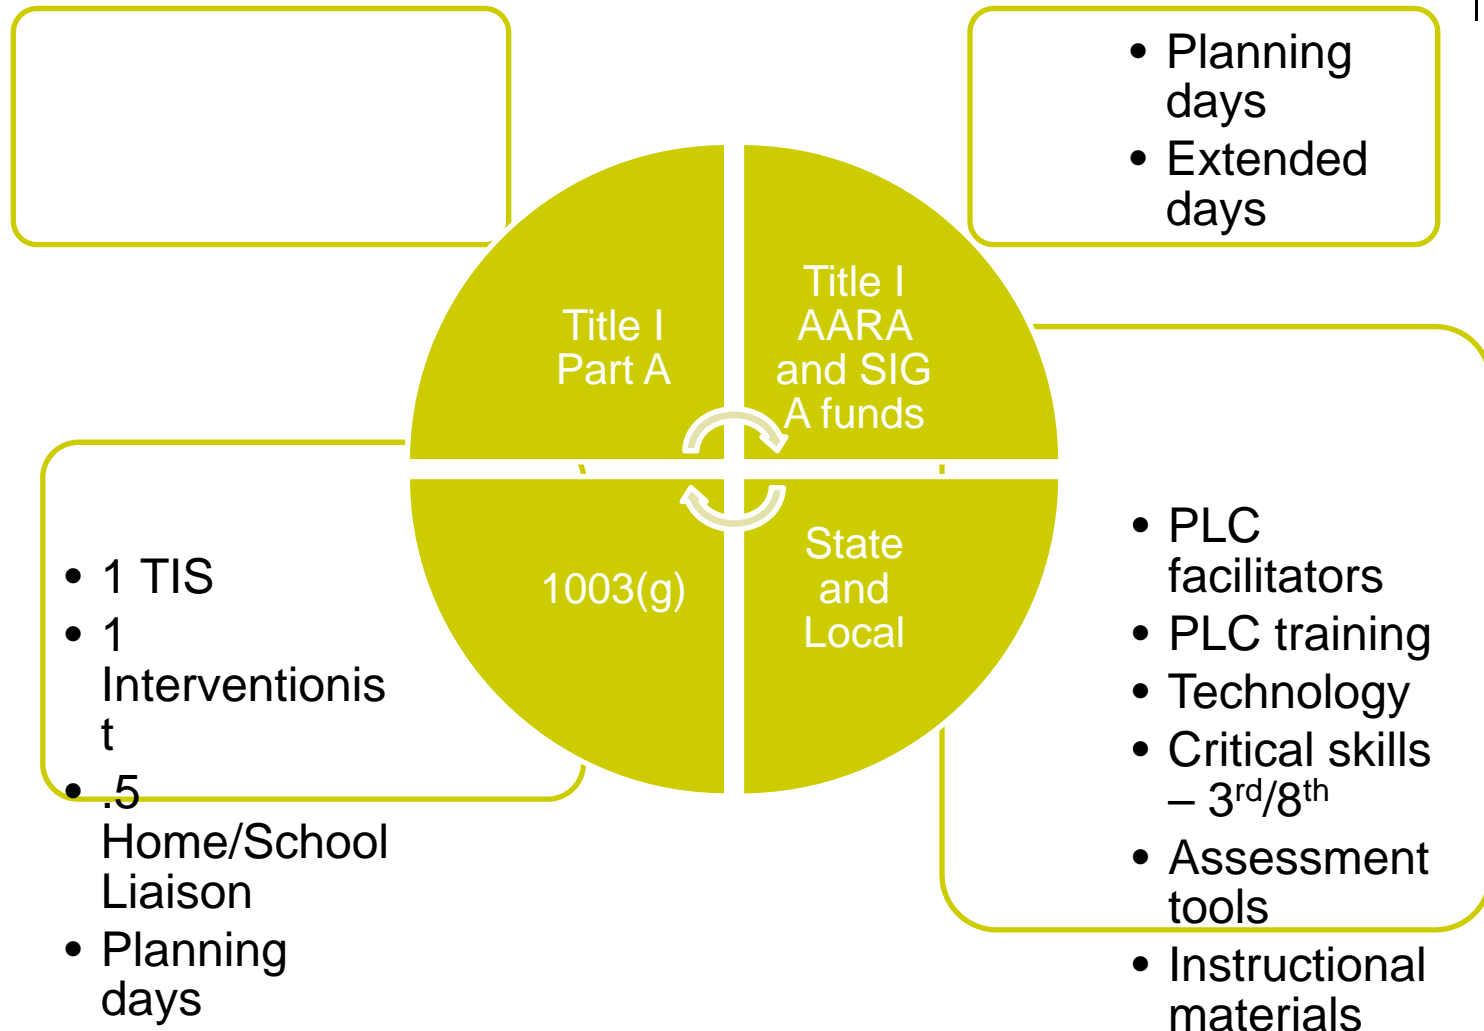 • Planning
days
• Extended
days
Title I
Part A
Title I
AARA
and SIG
A funds
1003(g)
State
and
Local
• 1 TIS
• 1
Interventionis
t
• .5
Home/School
Liaison
• Planning
days
• PLC
facilitators
• PLC training
• Technology
• Critical skills
– 3rd/8th
• Assessment
tools
• Instructional
materials